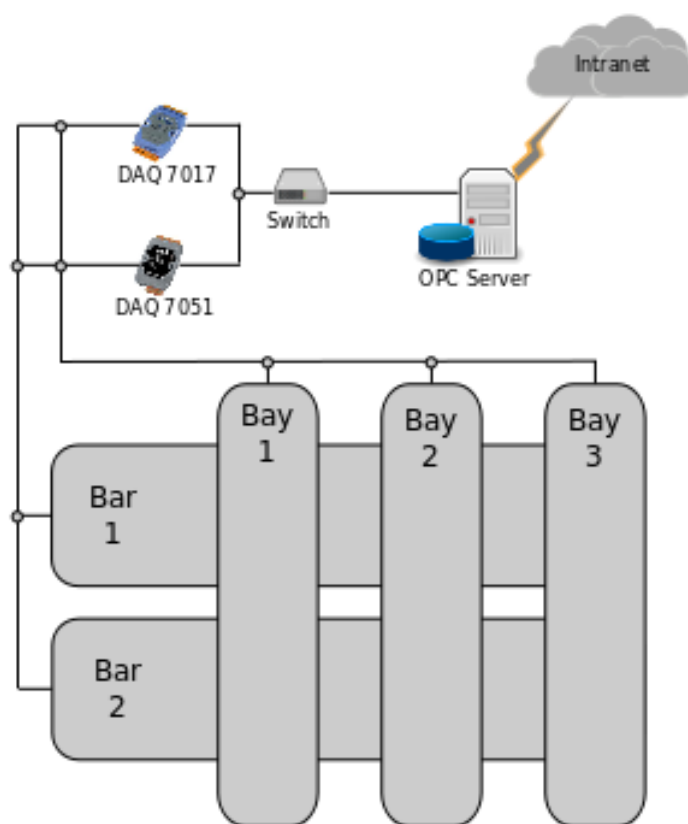 Intranet
DAQ 7017
Switch
OPC Server
DAQ 7051
Bay
1
Bay
2
Bay
3
Bar
1
Bar
2